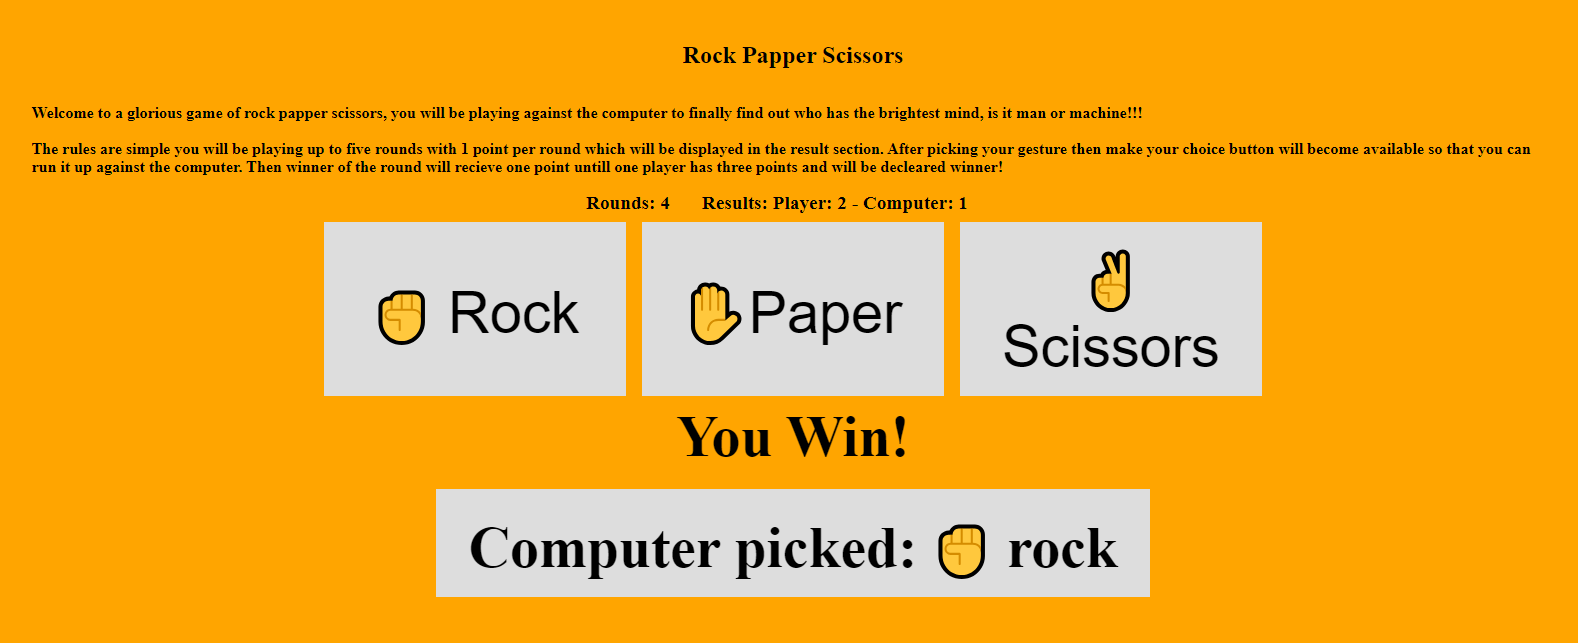 Rock Papper Scissors
Welcome to a glorious game of rock papper scissors, you will be playing against the computer to finally find out who has the brightest mind, is it man or machine!!!
The rules are simple you will be playing up to five rounds with 1 point per round which will be displayed in the result section. After picking your gesture then make your choice button will become available so that you can
run it up against the computer. Then winner of the round will recieve one point untill one player has three points and will be decleared winner!
Rounds: 4 Results: Player: 2 - Computer: 1
Rock
Paper
Scissors
You Win!
Computer picked: rock